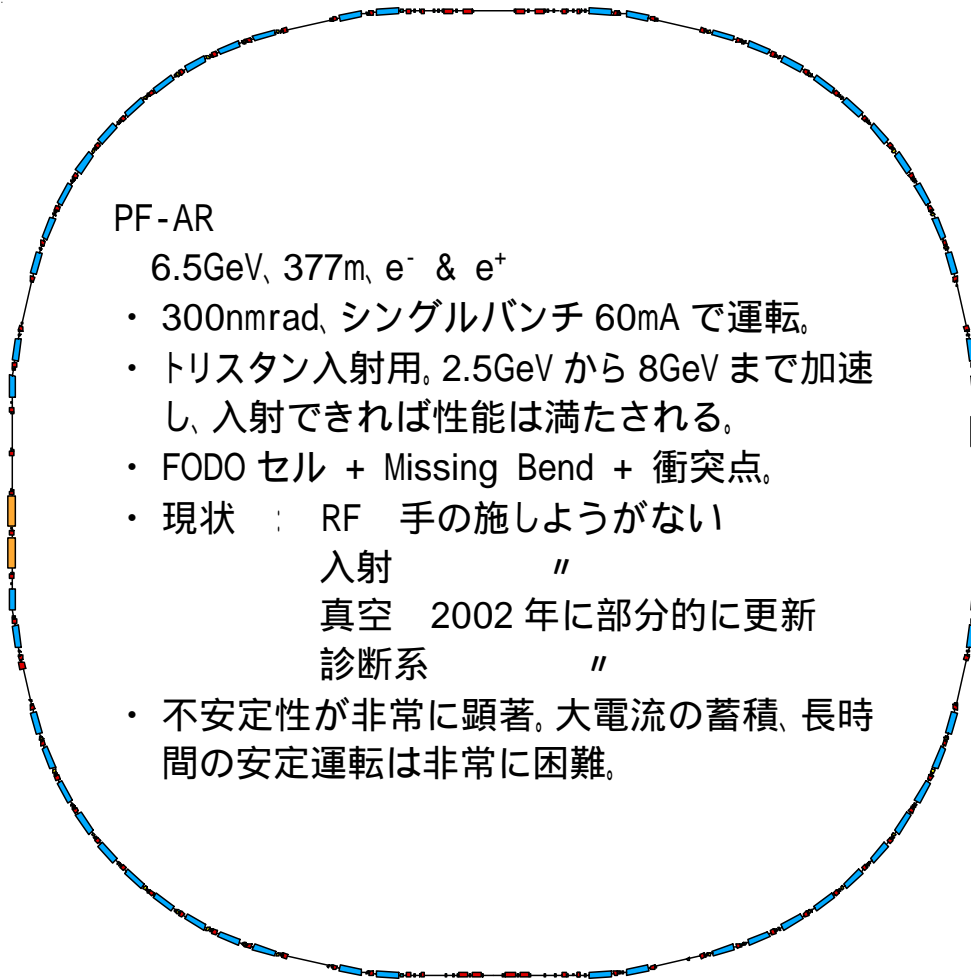 PF-AR
6.5GeV、377m、e⁻ & e⁺
・ 300nmrad、シングルバンチ 60mA で運転。
・ トリスタン入射用。2.5GeV から 8GeV まで加速
し、入射できれば性能は満たされる。
・ FODO セル + Missing Bend + 衝突点。
・ 現状 : RF 手の施しようがない
入射 〃
真空 2002 年に部分的に更新
診断系 〃
・ 不安定性が非常に顕著。大電流の蓄積、長時
間の安定運転は非常に困難。